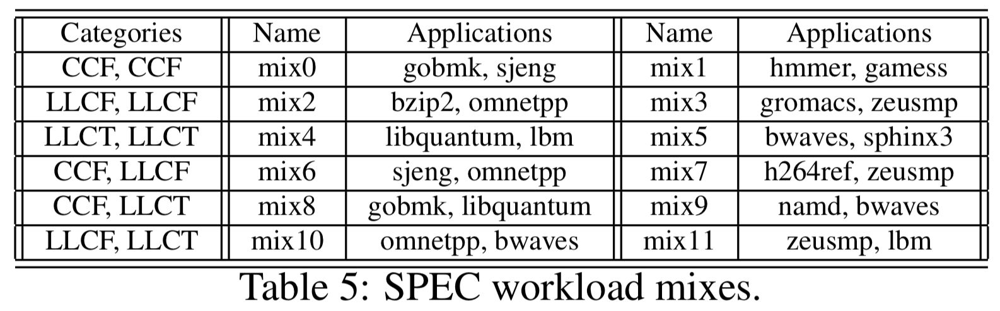 Categories Name Applications Name Applications
CCF, CCF mix0 gobmk, sjeng mix1 hmmer, gamess
LLCF, LLCF mix2 bzip2, omnetpp mix3 gromacs, zeusmp
LLCT, LLCT mix4 libquantum, lbm mix5 bwaves, sphinx3
CCF, LLCF mix6 sjeng, omnetpp mix7 h264ref, zeusmp
CCF, LLCT mix8 gobmk, libquantum mix9 namd, bwaves
LLCF, LLCT mix10 omnetpp, bwaves mix11 zeusmp, lbm
Table 5: SPEC workload mixes.